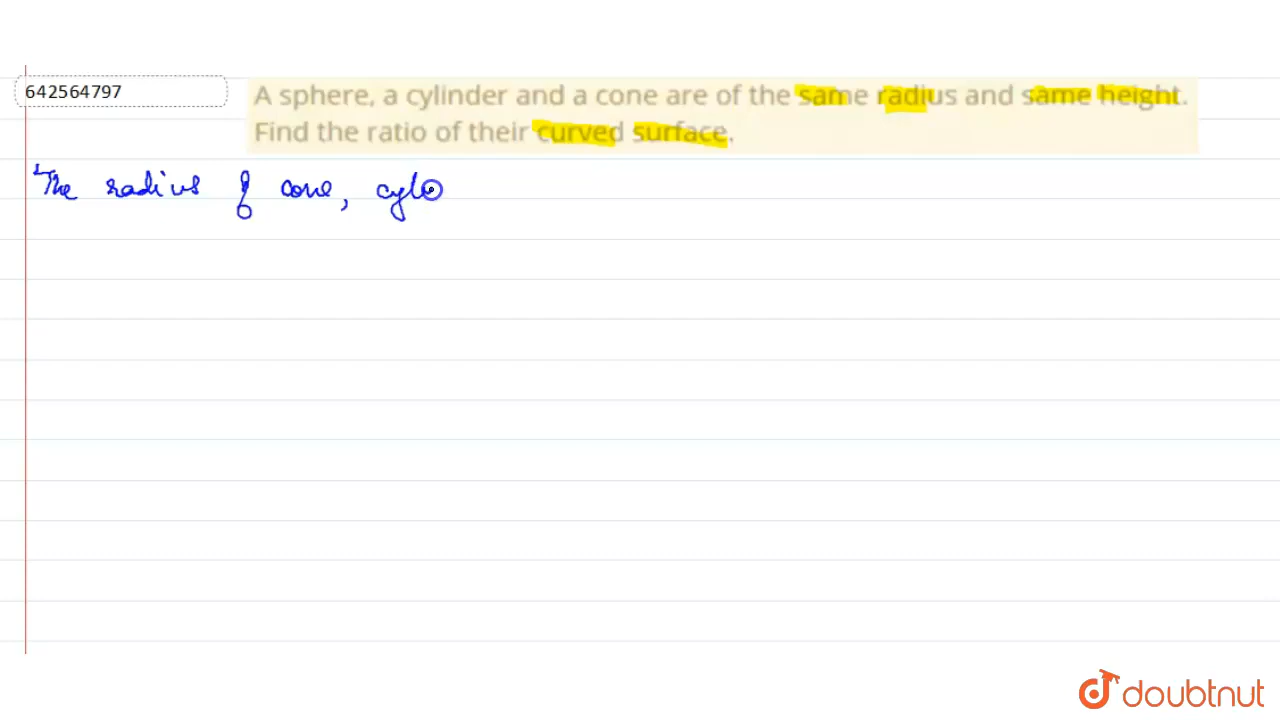 642564797
A sphere, a cylinder and a cone are of the same radius and same height.
Find the ratio of their curved surface.
The radius of cone, cyl
doubtnut